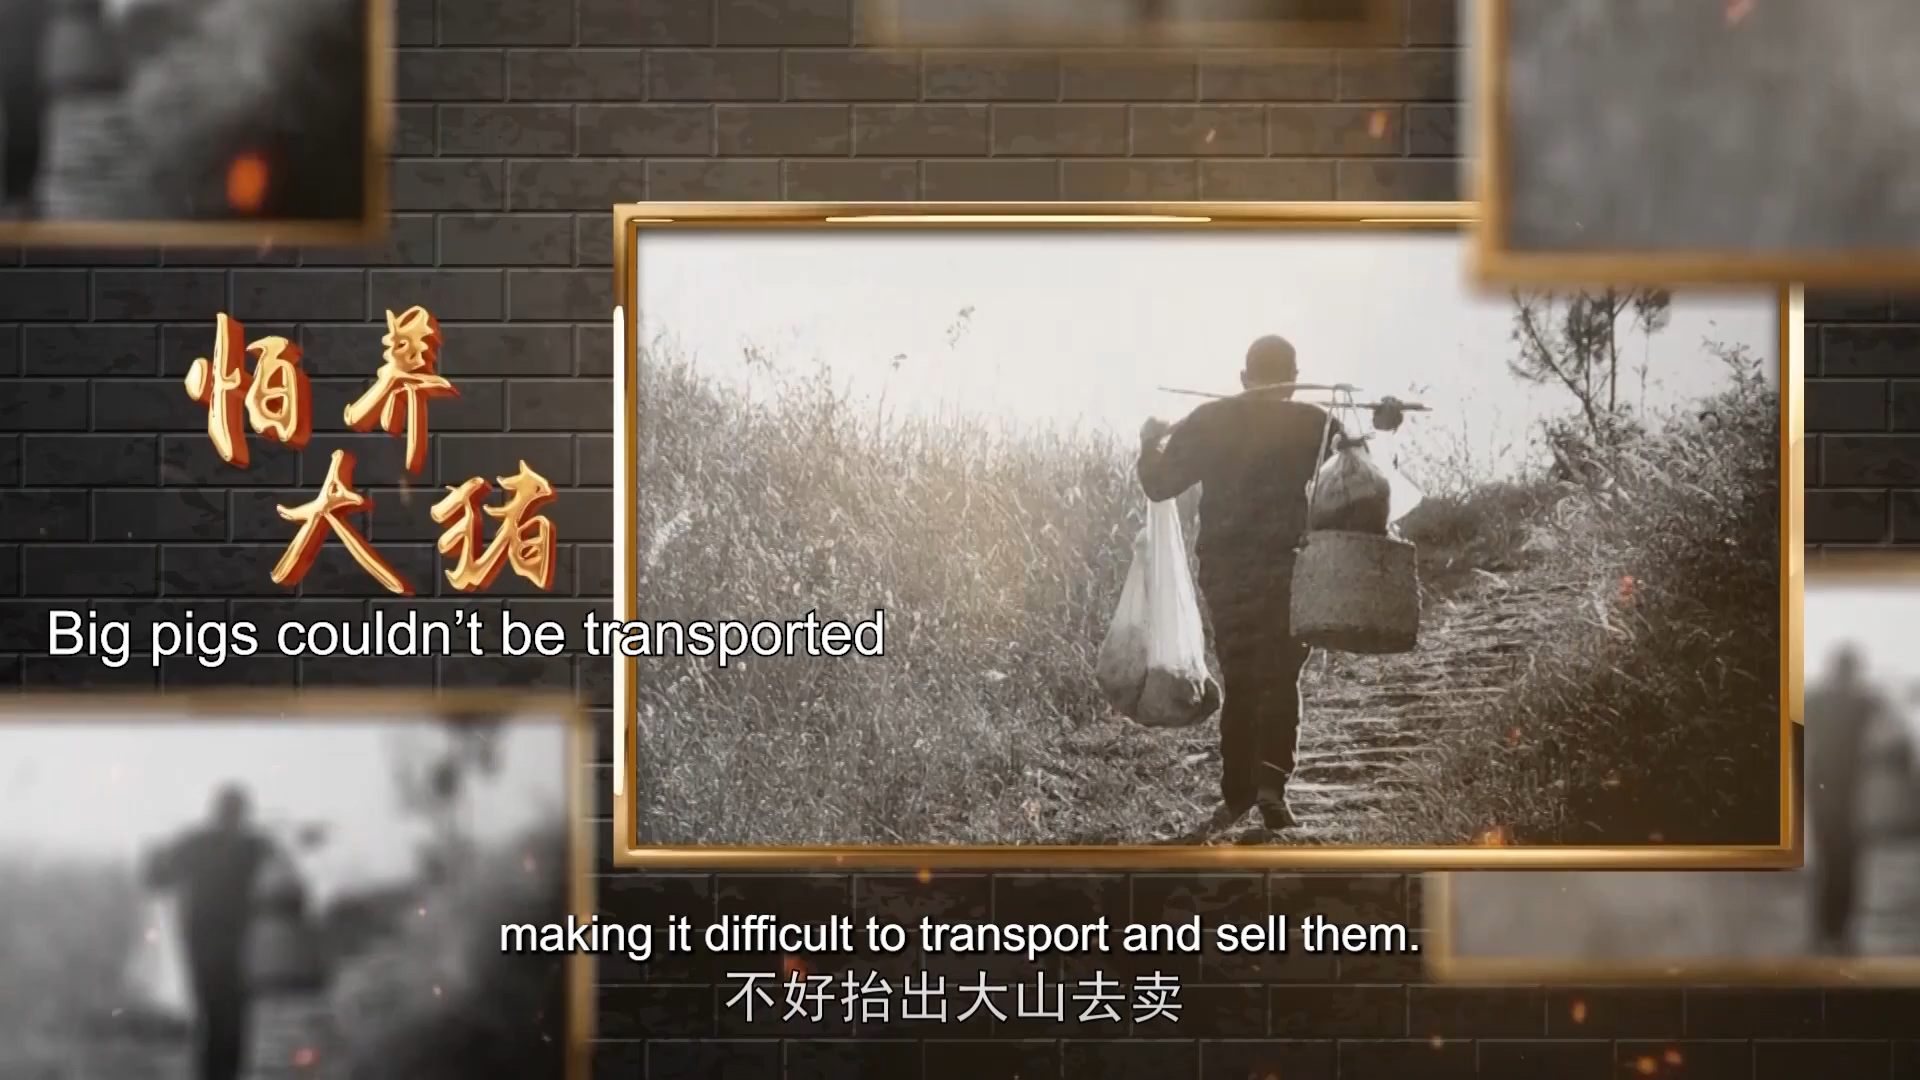 怕养
大猪
Big pigs couldn't be transported
making it difficult to transport and sell them.
不好抬出大山去卖